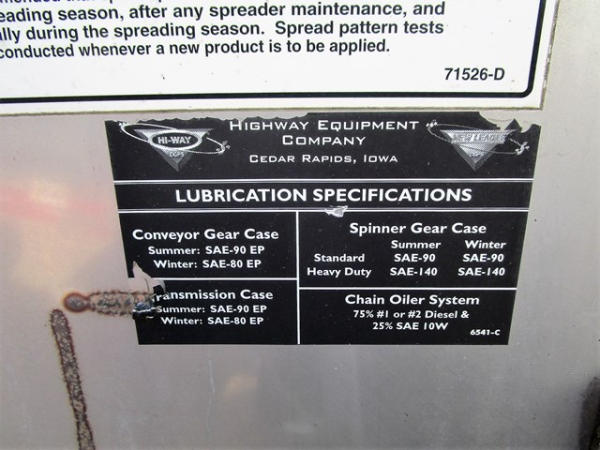 eading season, after any spreader maintenance, and
lly during the spreading season. Spread pattern tests
conducted whenever a new product is to be applied.
71526-D
HI-WAY
HIGHWAY EQUIPMENT
COMPANY
CEDAR RAPIDS, IOWA
NEW LEADER
LUBRICATION SPECIFICATIONS
Conveyor Gear Case
Summer: SAE-90 EP
Winter: SAE-80 EP
ransmission Case
Summer: SAE-90 EP
Winter: SAE-80 EP
Spinner Gear Case
Summer Winter
Standard SAE-90 SAE-90
Heavy Duty SAE-140 SAE-140
Chain Oiler System
75% #1 or #2 Diesel &
25% SAE 10W
6541-C